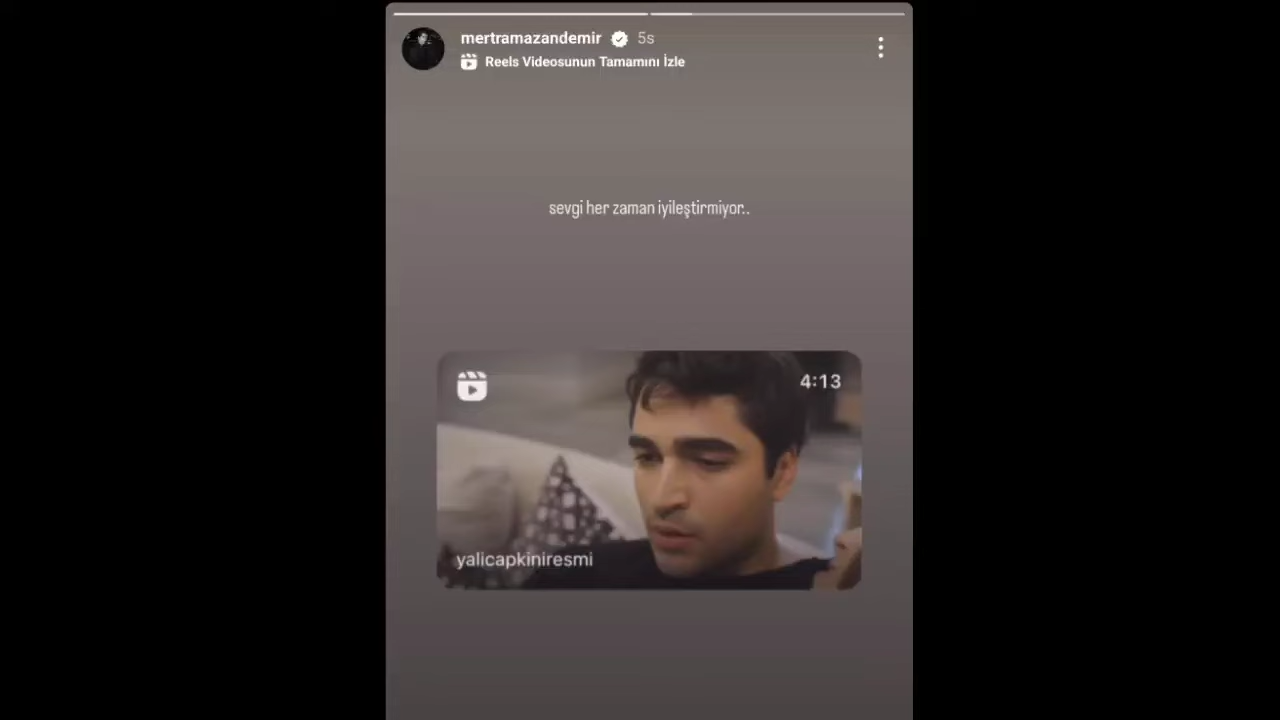 mertramazandemir 5s
Reels Videosunun Tamamını İzle
sevgi her zaman iyileştirmiyor..
4:13
yalicapkiniresmi